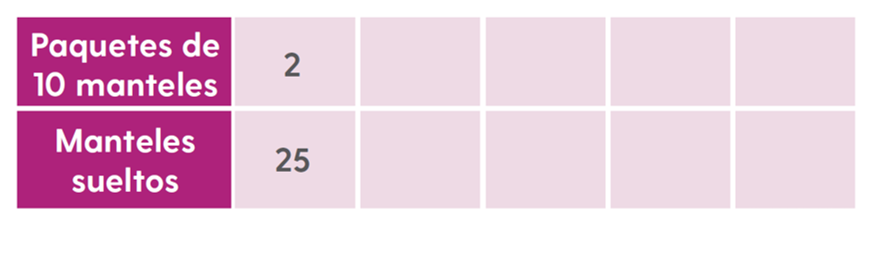 Paquetes de
10 manteles
2
Manteles
sueltos
25